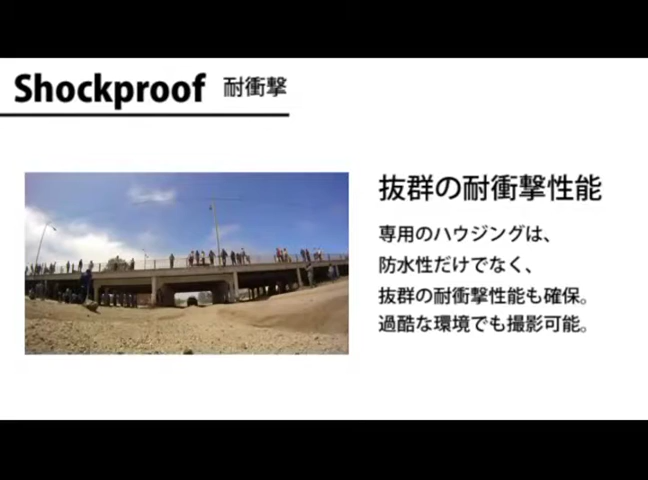 Shockproof 耐衝撃
抜群の耐衝撃性能
専用のハウジングは、
防水性だけでなく、
抜群の耐衝撃性能も確保。
過酷な環境でも撮影可能。